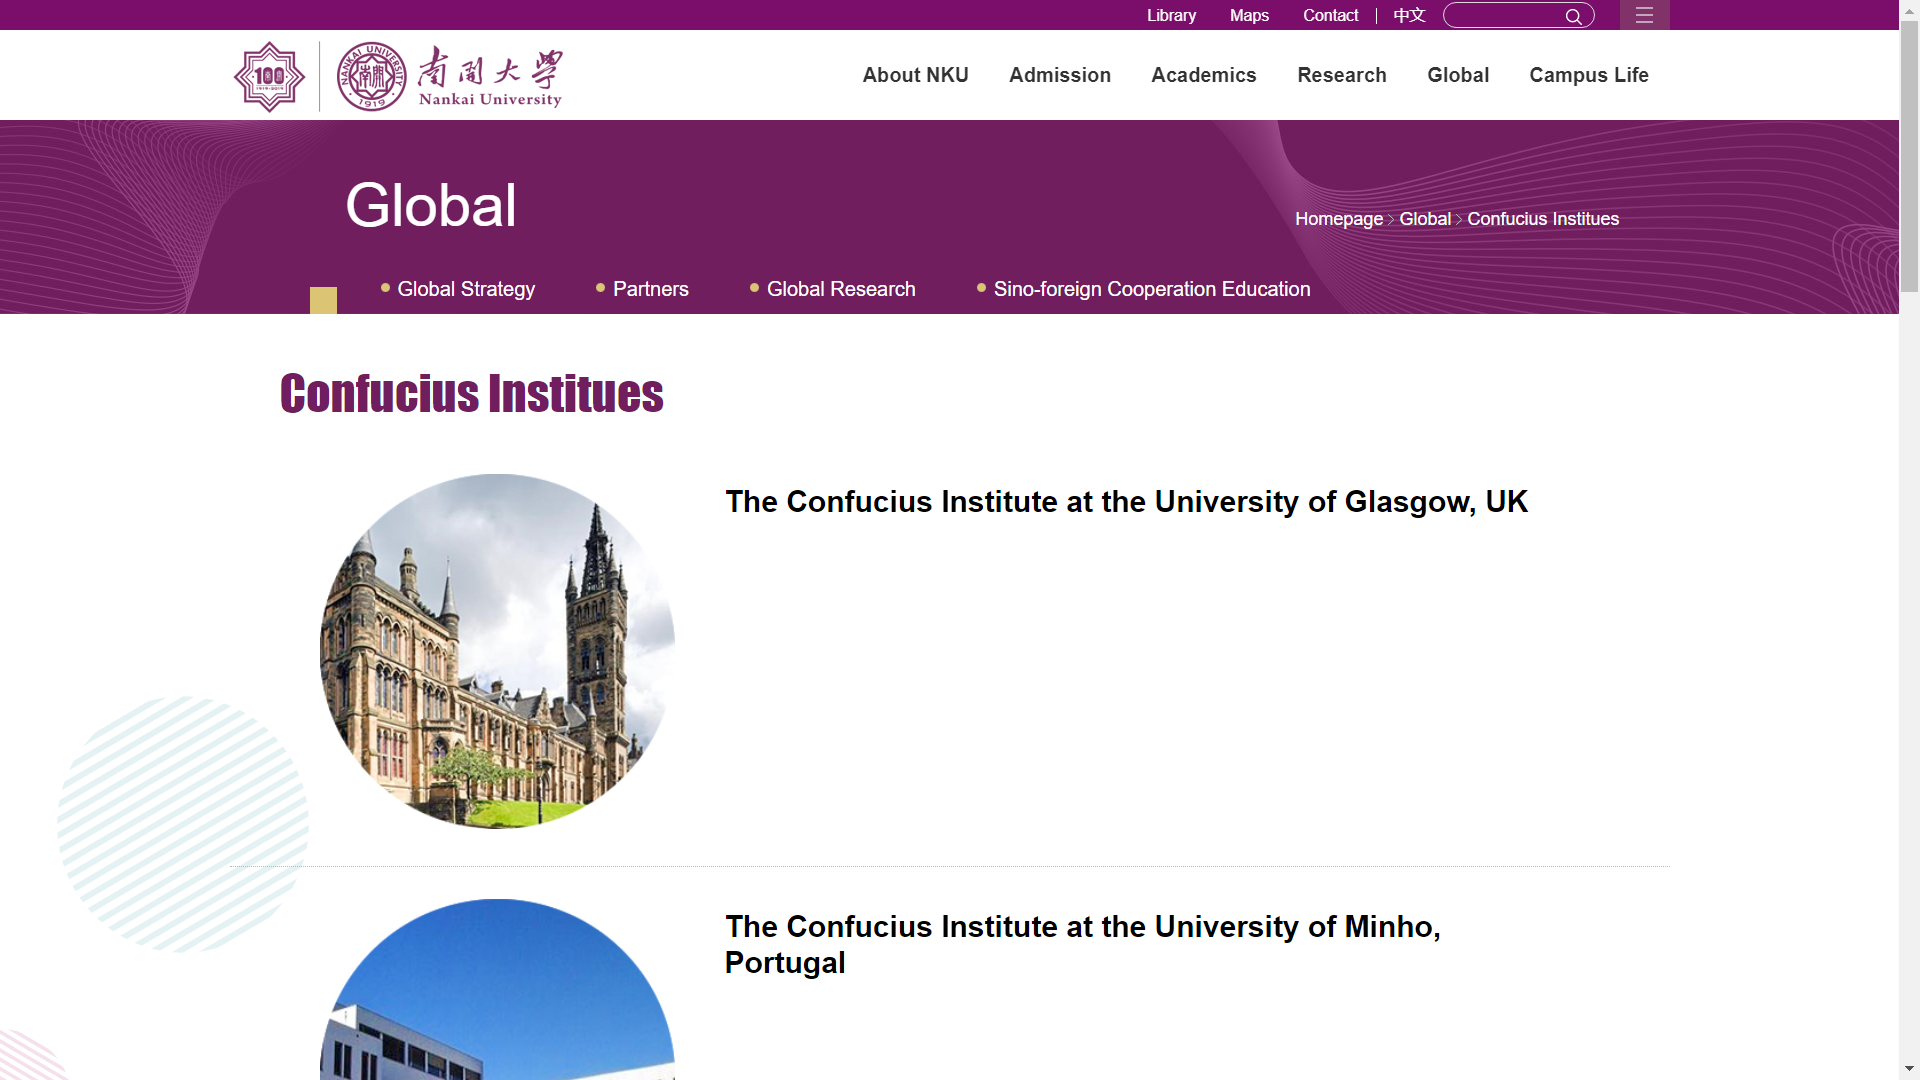 Library Maps Contact 中文
100
1919-2019
NANKAI UNIVERSITY
1919
南開大學
Nankai University
About NKU Admission Academics Research Global Campus Life
Global
Homepage > Global > Confucius Institues
Global Strategy Partners Global Research Sino-foreign Cooperation Education
Confucius Institues
The Confucius Institute at the University of Glasgow, UK
The Confucius Institute at the University of Minho,
Portugal